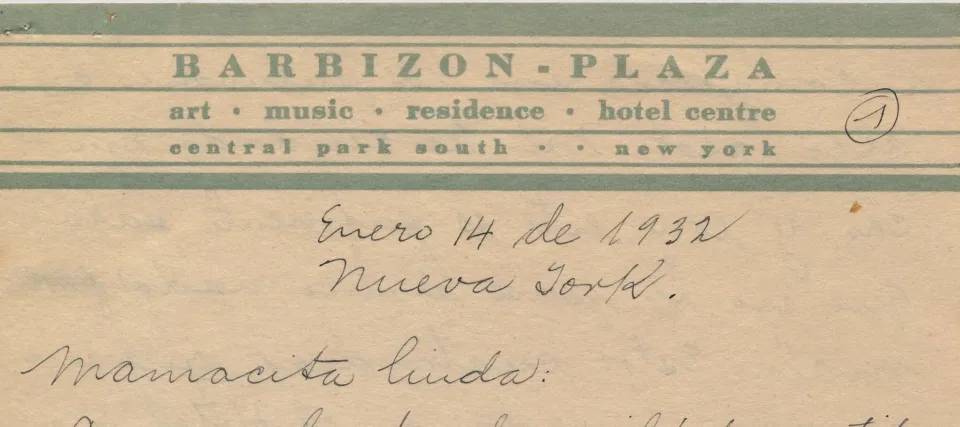 BARBIZON-PLAZA
art · music · residence · hotel centre
central park south · · new york
1
Enero 14 de 1932
Nueva York.
Mamacita linda: